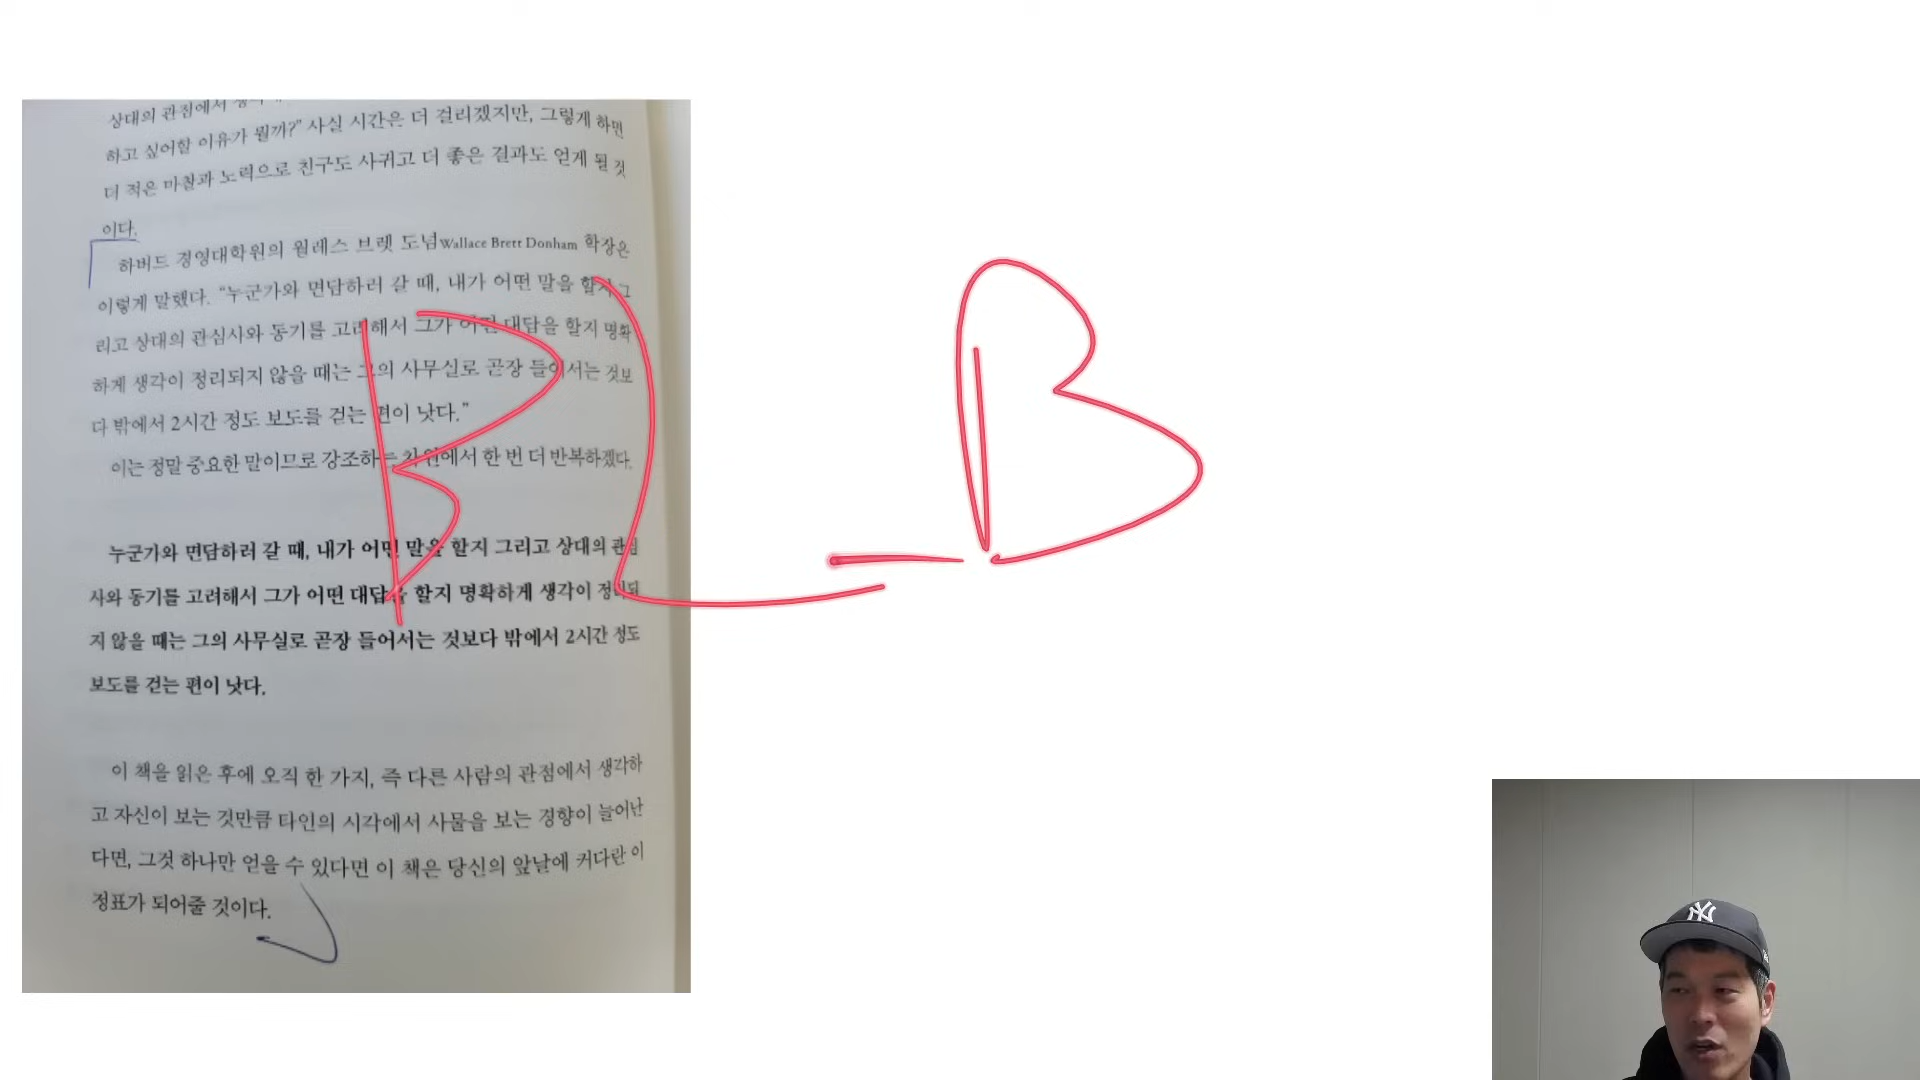 상대의 관점에서
하고 싶어할 이유가 뭘까?” 사실 시간은 더 걸리겠지만, 그렇게 하면
더 적은 마찰과 노력으로 친구도 사귀고 더 좋은 결과도 얻게 될 것
이다.
하버드 경영대학원의 월레스 브렛 도넘Wallace Brett Donham 학장은
이렇게 말했다. “누군가와 면담하러 갈 때, 내가 어떤 말을 할지 그
리고 상대의 관심사와 동기를 고려해서 그가 어떤 대답을 할지 명확
하게 생각이 정리되지 않을 때는 그의 사무실로 곧장 들어서는 것보
다 밖에서 2시간 정도 보도를 걷는 편이 낫다.”
이는 정말 중요한 말이므로 강조하는 차원에서 한 번 더 반복하겠다.
누군가와 면담하러 갈 때, 내가 어떤 말을 할지 그리고 상대의 관심
사와 동기를 고려해서 그가 어떤 대답을 할지 명확하게 생각이 정리되
지 않을 때는 그의 사무실로 곧장 들어서는 것보다 밖에서 2시간 정도
보도를 걷는 편이 낫다.
이 책을 읽은 후에 오직 한 가지, 즉 다른 사람의 관점에서 생각하
고 자신이 보는 것만큼 타인의 시각에서 사물을 보는 경향이 늘어난
다면, 그것 하나만 얻을 수 있다면 이 책은 당신의 앞날에 커다란 이
정표가 되어줄 것이다.
B
B
NY